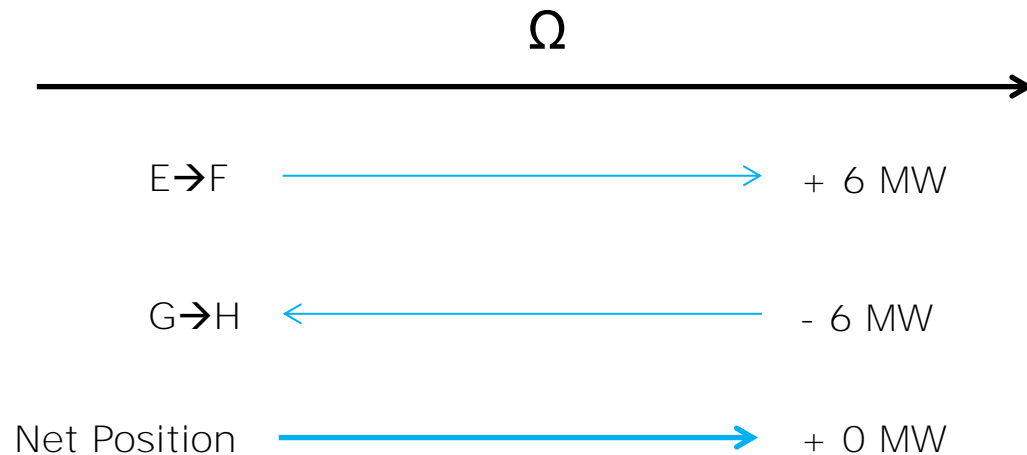 Ω
E→F + 6 MW
G→H - 6 MW
Net Position + 0 MW